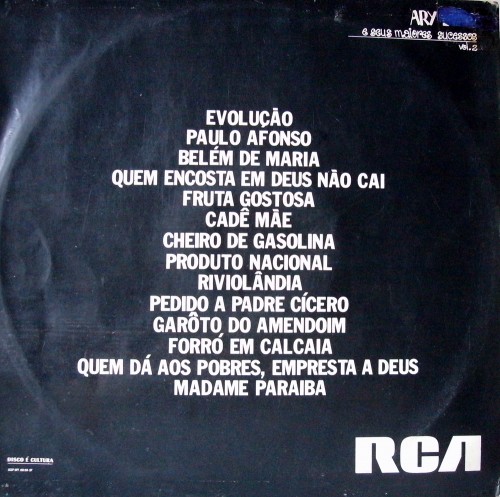 ARY
e seus maiores sucessos
vol. 2
EVOLUÇÃO
PAULO AFONSO
BELÉM DE MARIA
QUEM ENCOSTA EM DEUS NÃO CAI
FRUTA GOSTOSA
CADÊ MÃE
CHEIRO DE GASOLINA
PRODUTO NACIONAL
RIVIOLÂNDIA
PEDIDO A PADRE CÍCERO
GARÔTO DO AMENDOIM
FORRÓ EM CALCAIA
QUEM DÁ AOS POBRES, EMPRESTA A DEUS
MADAME PARAIBA
DISCO É CULTURA
RCA